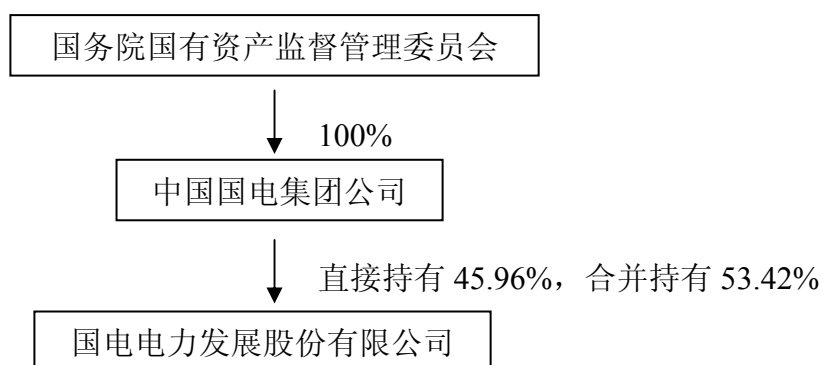 国务院国有资产监督管理委员会
100%
中国国电集团公司
直接持有 45.96%，合并持有 53.42%
国电电力发展股份有限公司